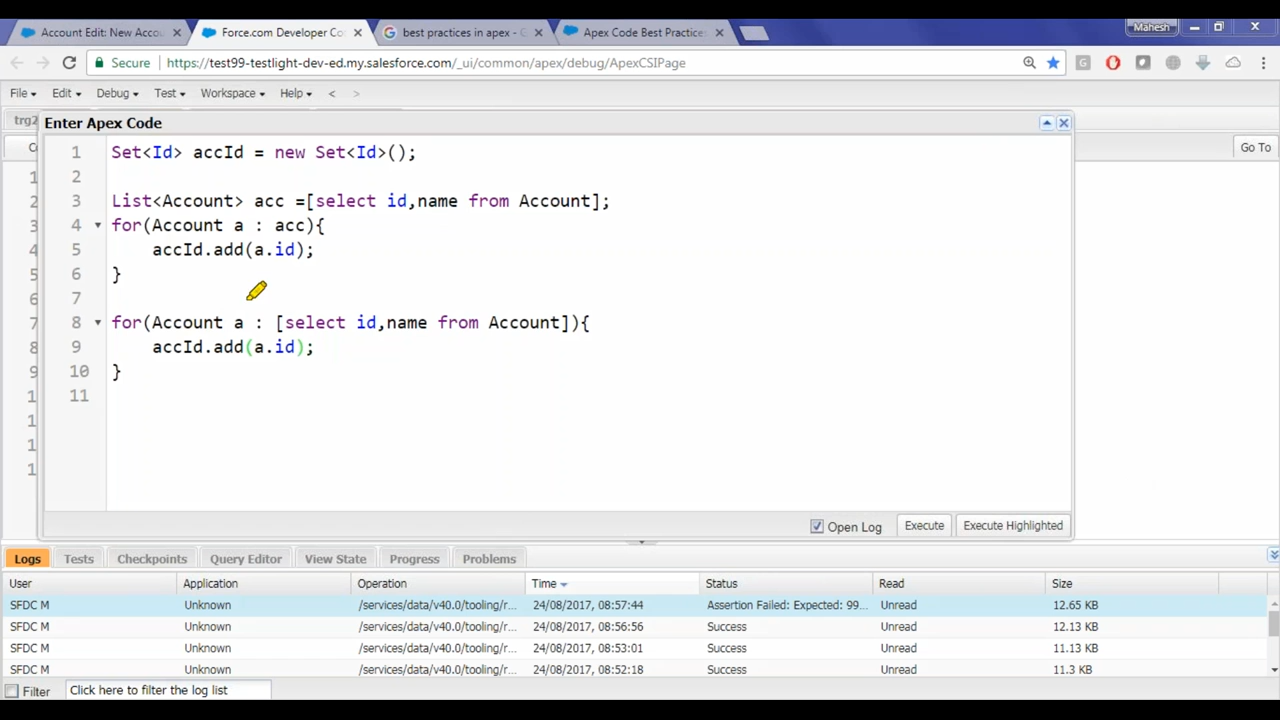 Account Edit: New Accou
Force.com Developer Co
best practices in apex - G
Apex Code Best Practices
Mahesh
Secure
https://test99-testlight-dev-ed.my.salesforce.com/_ui/common/apex/debug/ApexCSIPage
File
Edit
Debug
Test
Workspace
Help
<
>
trg2
Enter Apex Code
Go To
1 Set<Id> accId = new Set<Id>();
2
3 List<Account> acc =[select id,name from Account];
4 for(Account a : acc){
5 accId.add(a.id);
6 }
7
8 for(Account a : [select id,name from Account]){
9 accId.add(a.id);
10 }
11
Open Log
Execute
Execute Highlighted
Logs
Tests
Checkpoints
Query Editor
View State
Progress
Problems
User Application Operation Time Status Read Size
SFDC M Unknown /services/data/v40.0/tooling/r... 24/08/2017, 08:57:44 Assertion Failed: Expected: 99... Unread 12.65 KB
SFDC M Unknown /services/data/v40.0/tooling/r... 24/08/2017, 08:56:56 Success Unread 12.13 KB
SFDC M Unknown /services/data/v40.0/tooling/r... 24/08/2017, 08:53:01 Success Unread 11.13 KB
SFDC M Unknown /services/data/v40.0/tooling/r... 24/08/2017, 08:52:18 Success Unread 11.3 KB
Filter
Click here to filter the log list